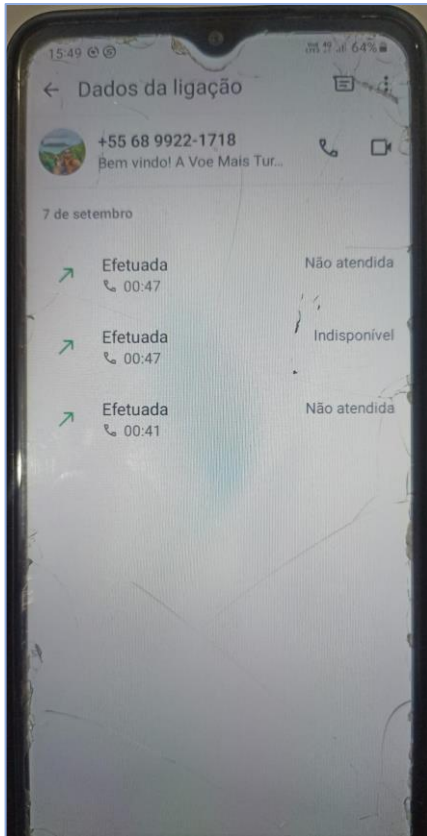 15:49 64%
Dados da ligação
+55 68 9922-1718
Bem vindo! A Voe Mais Tur...
7 de setembro
Efetuada Não atendida
00:47
Efetuada Indisponível
00:47
Efetuada Não atendida
00:41